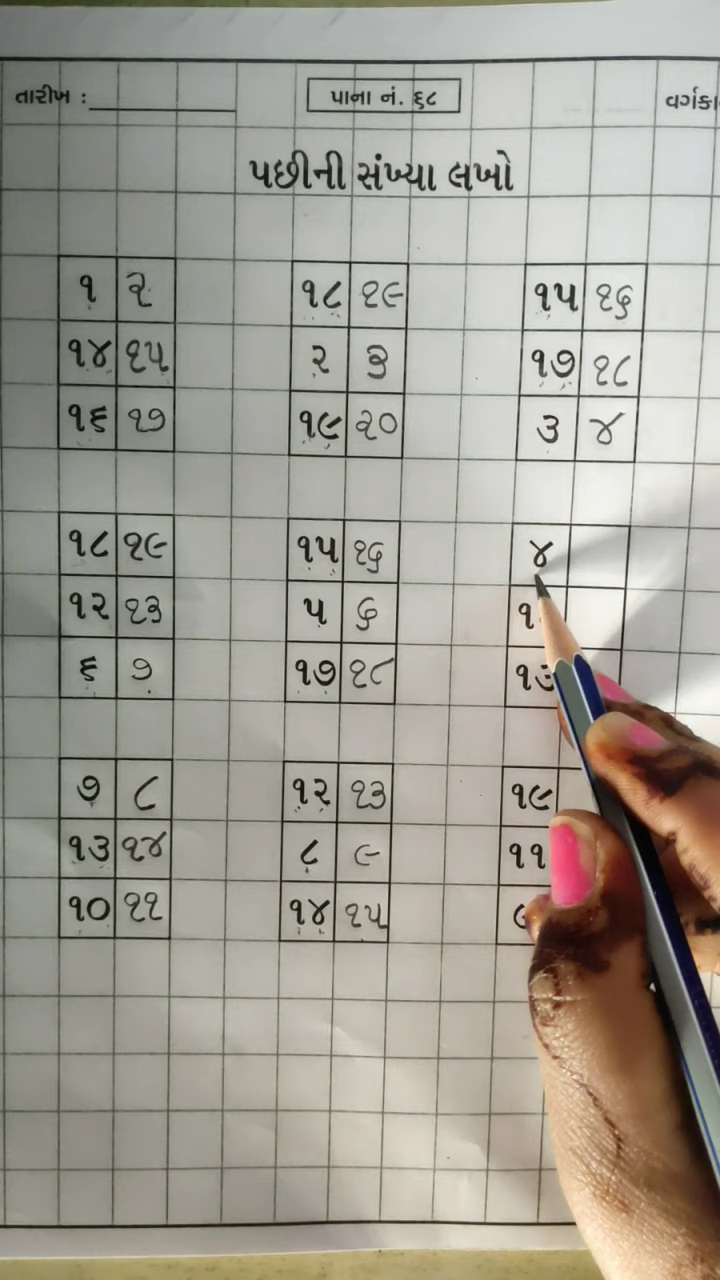 તારીખ : પાના નં. ૬૮
પછીની સંખ્યા લખો
૧ ૨ ૧૮ ૧૯ ૧૫ ૧૬
૧૪ ૧૫ ૨ ૩ ૧૭ ૧૮
૧૬ ૧૭ ૧૯ ૨૦ ૩ ૪
૧૮ ૧૯ ૧૫ ૧૬ ૪
૧૨ ૧૩ ૫ ૬
૬ ૭ ૧૭ ૧૮
૭ ૮ ૧૨ ૧૩ ૧૯
૧૩ ૧૪ ૮ ૯ ૧૧
૧૦ ૧૧ ૧૪ ૧૫